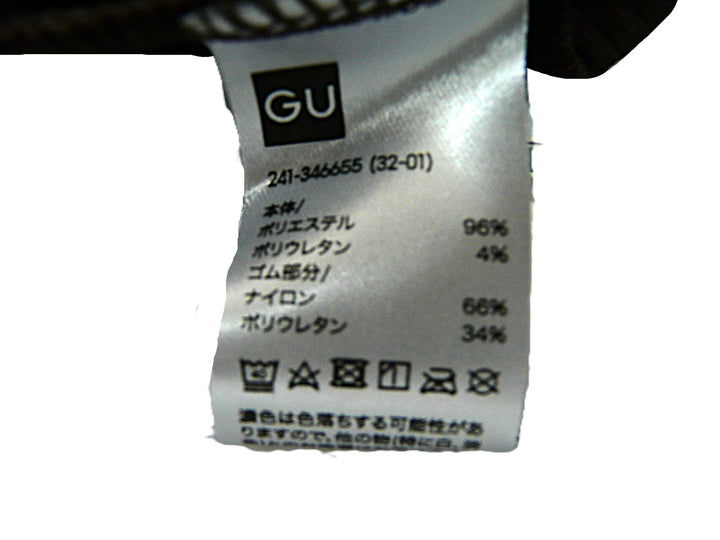 GU
241-346655 (32-01)
本体/
ポリエステル 96%
ポリウレタン 4%
ゴム部分/
ナイロン 66%
ポリウレタン 34%
40
濃色は色落ちする可能性があ
りますので、他の物(特に白、淡